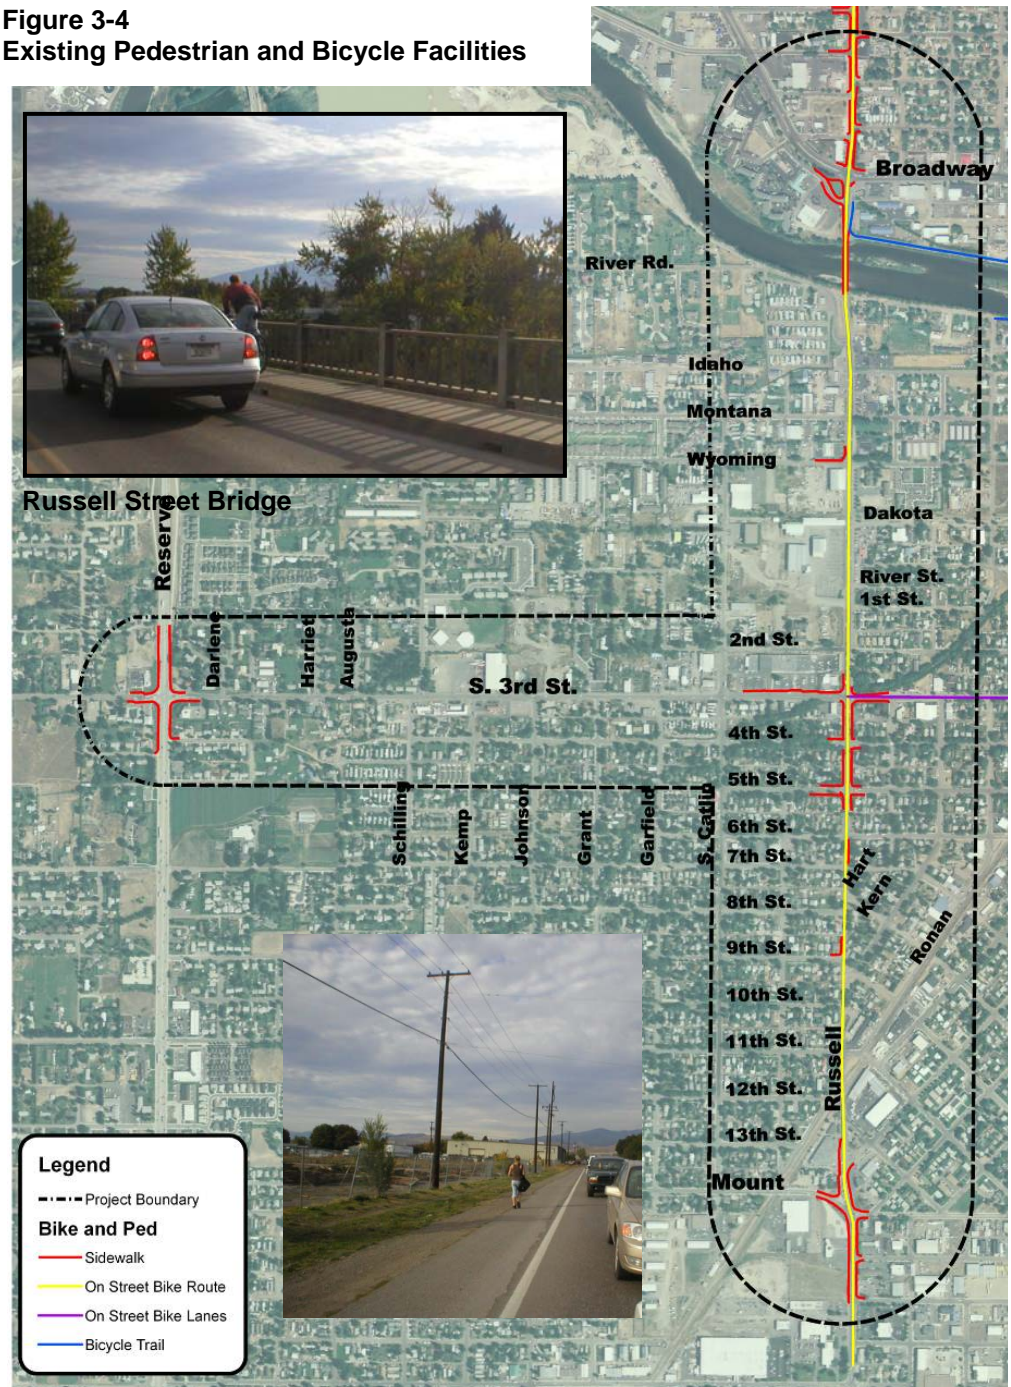 Figure 3-4
Existing Pedestrian and Bicycle Facilities
Broadway
River Rd.
Idaho
Montana
Wyoming
Russell Street Bridge
Reserve
Dakota
River St.
1st St.
Darlene
Harriet
Augusta
2nd St.
S. 3rd St.
4th St.
5th St.
Schilling
Kemp
Johnson
Grant
Garfield
S. Catlin
6th St.
7th St.
Hart
Kern
8th St.
Ronan
9th St.
10th St.
11th St.
Russell
12th St.
13th St.
Mount
Legend
Project Boundary
Bike and Ped
Sidewalk
On Street Bike Route
On Street Bike Lanes
Bicycle Trail